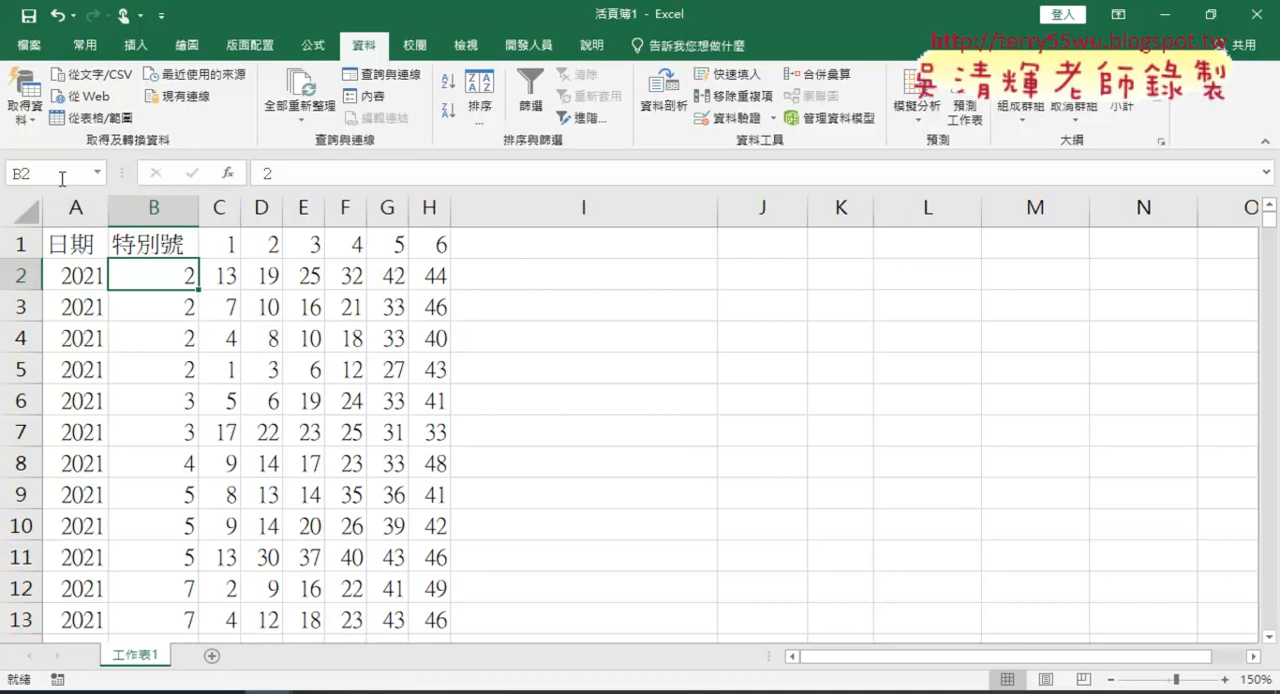 活頁簿1 - Excel
登入
檔案 常用 插入 繪圖 版面配置 公式 資料 校閱 檢視 開發人員 說明 告訴我您想做什麼 共用
http://terry55wu.blogspot.tw
吳清輝老師錄製
從文字/CSV 最近使用的來源 查詢與連線 清除 快速填入 合併彙算
取得資料 從 Web 現有連線 全部重新整理 內容 排序 篩選 重新套用 資料剖析 移除重複項 關聯圖 模擬分析 預測工作表 組成群組 取消群組 小計
從表格/範圍 編輯連結 進階... 資料驗證 管理資料模型
取得及轉換資料 查詢與連線 排序與篩選 資料工具 預測 大綱
B2 fx 2
A B C D E F G H I J K L M N O
1 日期 特別號 1 2 3 4 5 6
2 2021 2 13 19 25 32 42 44
3 2021 2 7 10 16 21 33 46
4 2021 2 4 8 10 18 33 40
5 2021 2 1 3 6 12 27 43
6 2021 3 5 6 19 24 33 41
7 2021 3 17 22 23 25 31 33
8 2021 4 9 14 17 23 33 48
9 2021 5 8 13 14 35 36 41
10 2021 5 9 14 20 26 39 42
11 2021 5 13 30 37 40 43 46
12 2021 7 2 9 16 22 41 49
13 2021 7 4 12 18 23 43 46
工作表1
就緒 150%